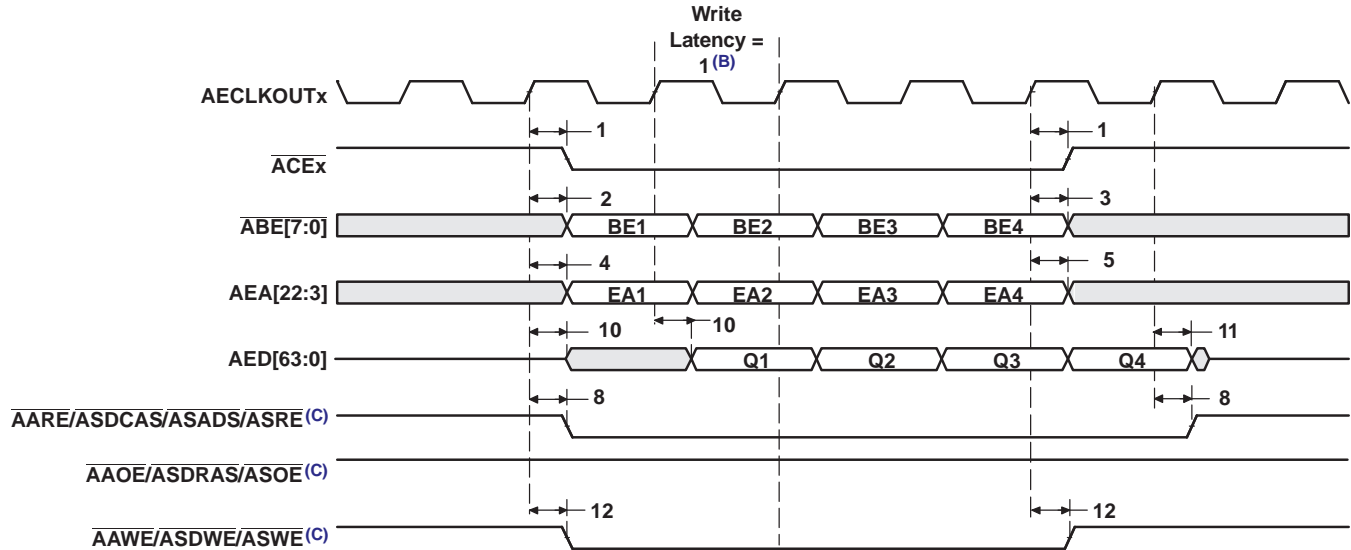 Write
Latency =
1(B)
AECLKOUTx
1 1
ACEx
2 3
ABE[7:0] BE1 BE2 BE3 BE4
4 5
AEA[22:3] EA1 EA2 EA3 EA4
10 10 11
AED[63:0] Q1 Q2 Q3 Q4
8 8
AARE/ASDCAS/ASADS/ASRE(C)
AAOE/ASDRAS/ASOE(C)
12 12
AAWE/ASDWE/ASWE(C)